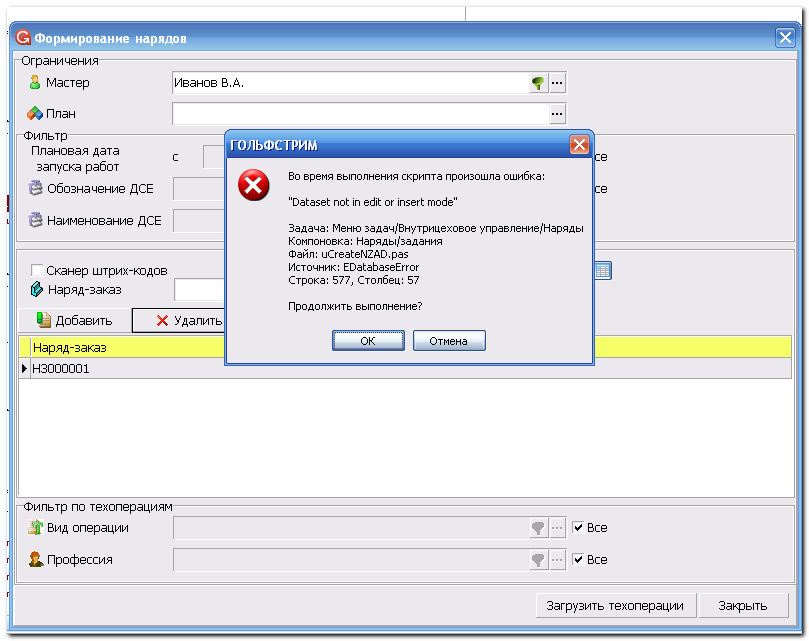 Формирование нарядов
Ограничения
Мастер
Иванов В.А.
...
План
...
Фильтр
Плановая дата
запуска работ
с
се
Обозначение ДСЕ
се
Наименование ДСЕ
ГОЛЬФСТРИМ
Во время выполнения скрипта произошла ошибка:
"Dataset not in edit or insert mode"
Задача: Меню задач/Внутрицеховое управление/Наряды
Компоновка: Наряды/задания
Файл: uCreateNZAD.pas
Источник: EDatabaseError
Строка: 577, Столбец: 57
Продолжить выполнение?
OK
Отмена
Сканер штрих-кодов
Наряд-заказ
Добавить
Удалить
Наряд-заказ
НЗ000001
Фильтр по техоперациям
Вид операции
...
Все
Профессия
...
Все
Загрузить техоперации
Закрыть